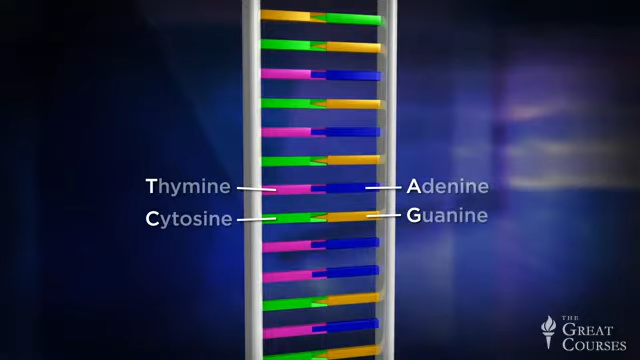 Thymine
Adenine
Cytosine
Guanine
THE
GREAT
COURSES